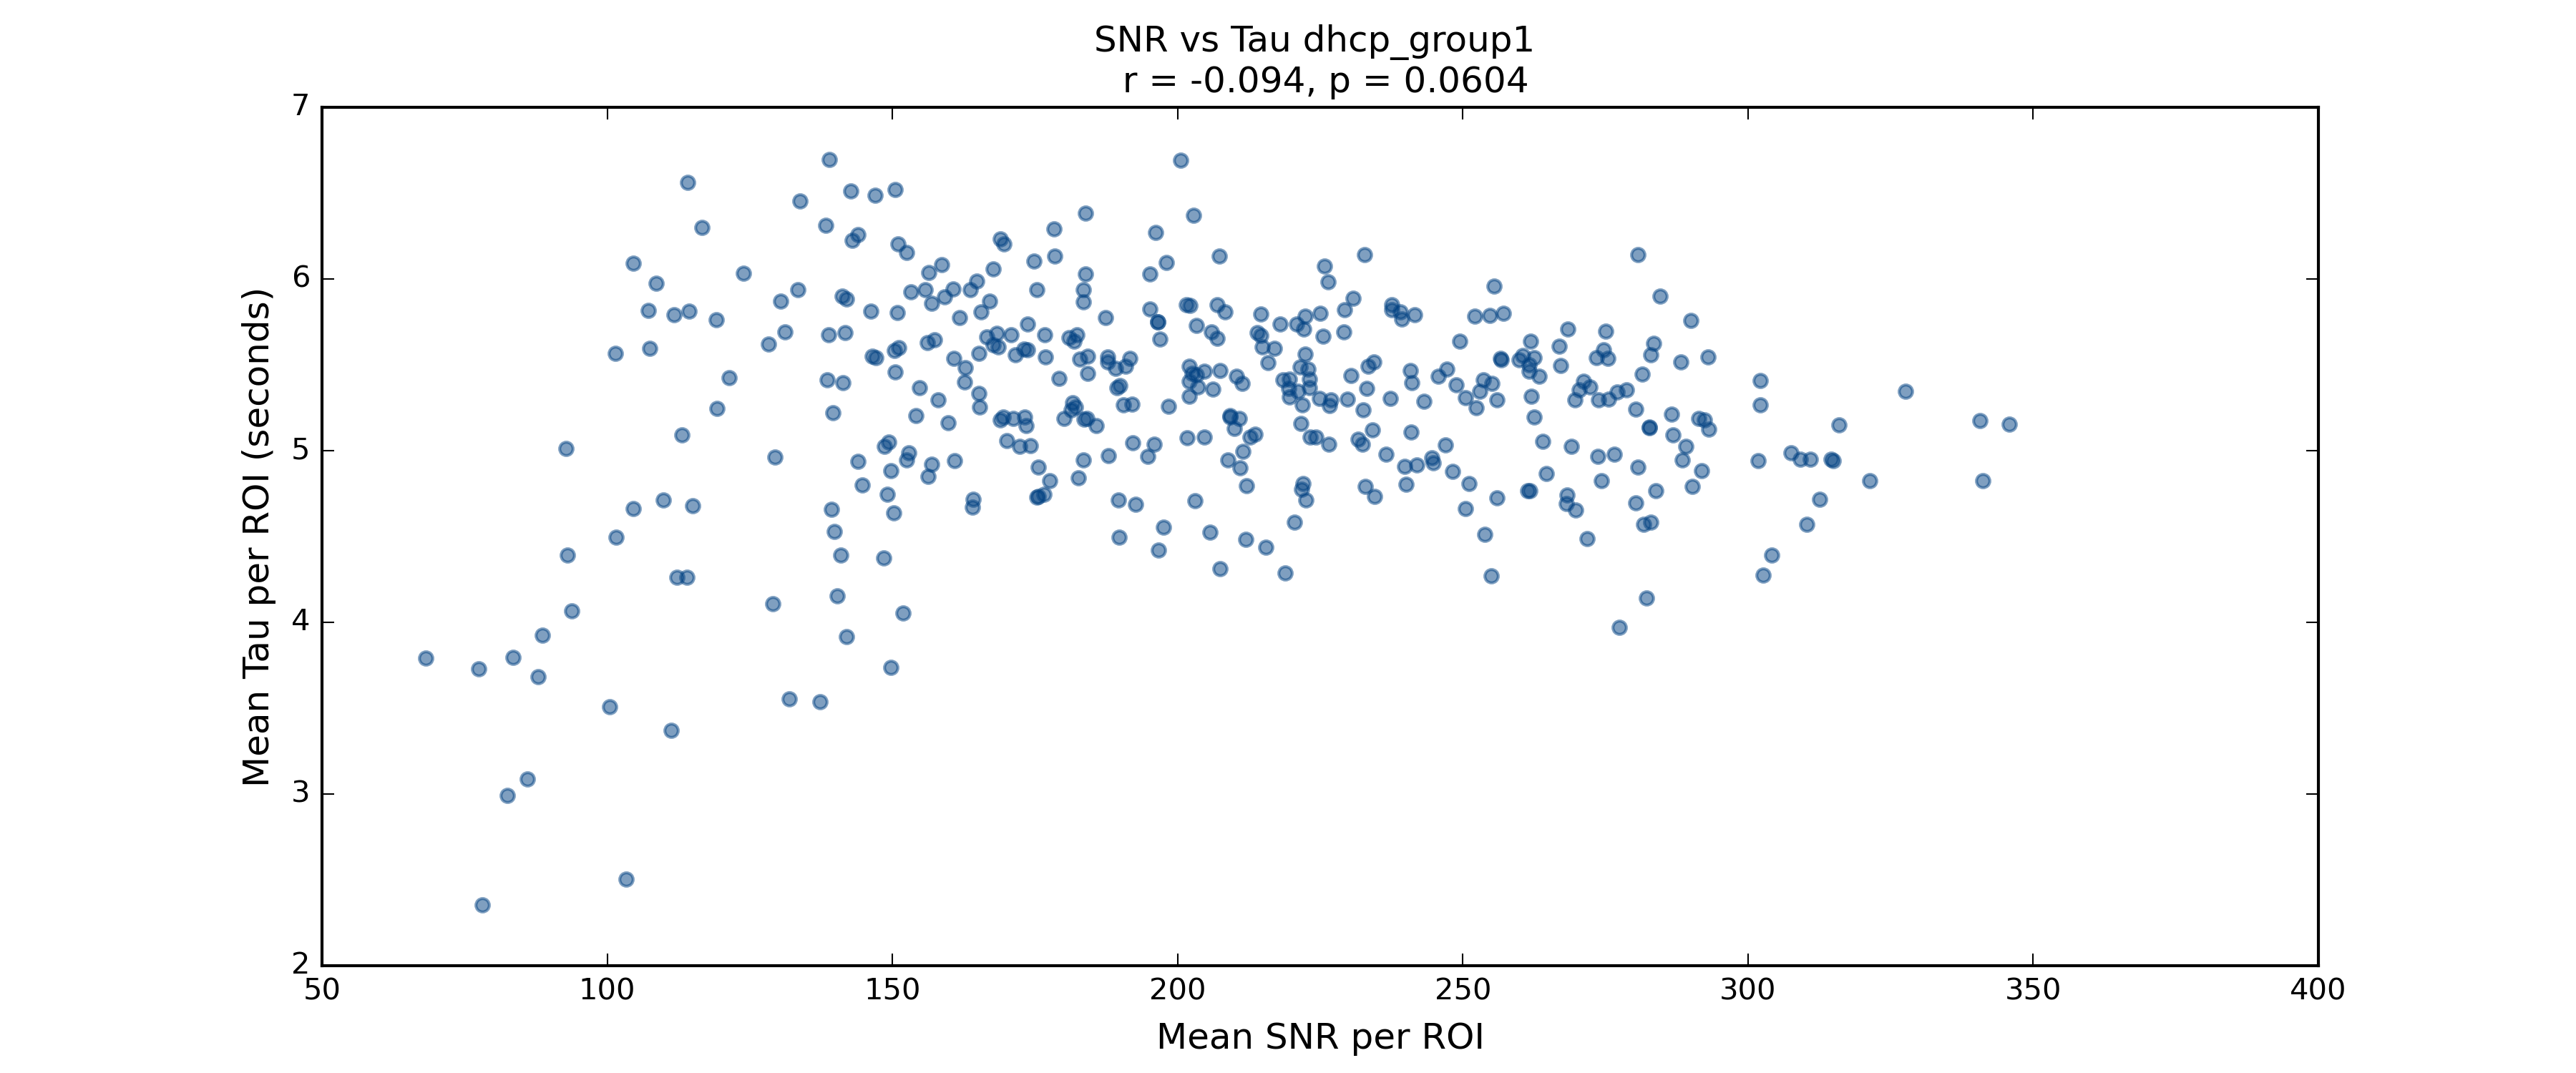 SNR vs Tau dhcp_group1
r = -0.094, p = 0.0604
7
6
5
4
3
2
Mean Tau per ROI (seconds)
50 100 150 200 250 300 350 400
Mean SNR per ROI